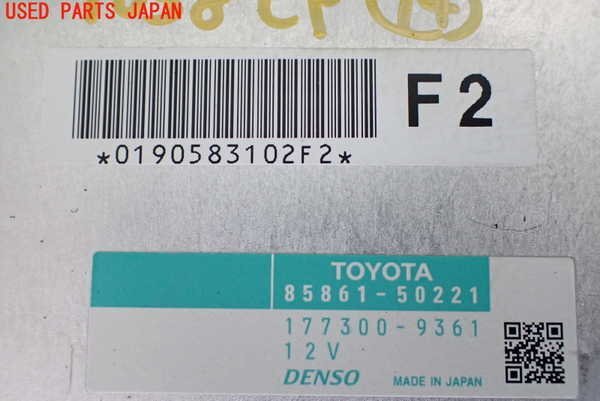 USED PARTS JAPAN
F2
*0190583102F2*
TOYOTA
85861-50221
177300-9361
12V
DENSO MADE IN JAPAN